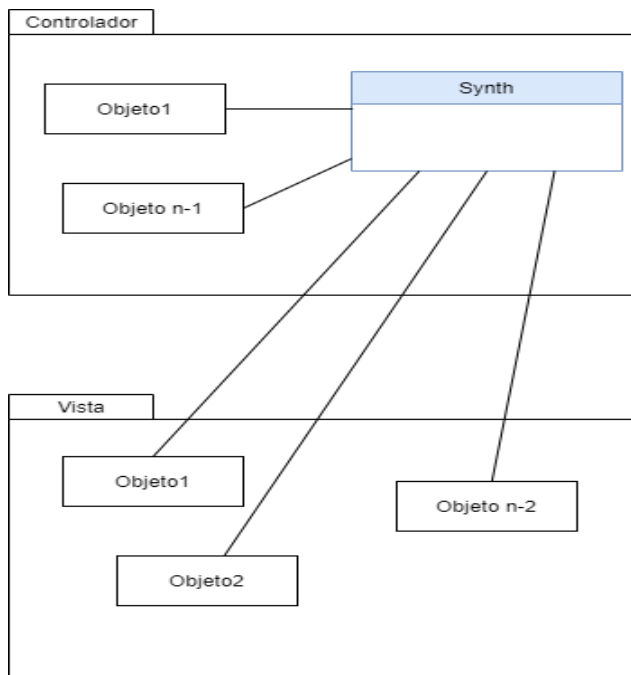 Controlador
Synth
Objeto1
Objeto n-1
Vista
Objeto1
Objeto n-2
Objeto2